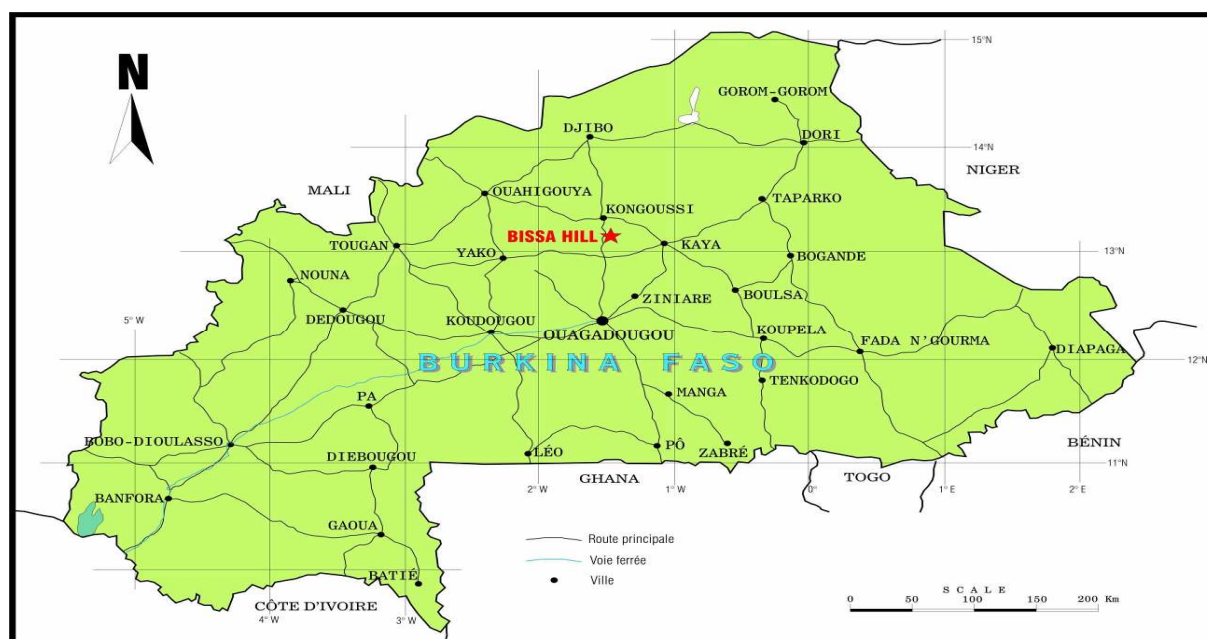 N
15°N
GOROM-GOROM
DJIBO
DORI
14°N
NIGER
MALI
OUAHIGOUYA
TAPARKO
KONGOUSSI
BISSA HILL
TOUGAN
KAYA
13°N
YAKO
BOGANDE
NOUNA
ZINIARE
BOULSA
5° W
DEDOUGOU
KOUDOUGOU
OUAGADOUGOU
KOUPELA
FADA N'GOURMA
DIAPAGA
12°N
BURKINA FASO
TENKODOGO
PA
MANGA
BOBO-DIOULASSO
PÔ
BÉNIN
DIEBOUGOU
LÉO
ZABRÉ
11°N
GHANA
TOGO
2° W
1° W
0°
1° E
2° E
BANFORA
GAOUA
Route principale
Voie ferrée
Ville
BATIÉ
SCALE
0 50 100 150 200 Km
CÔTE D'IVOIRE
4° W
3° W